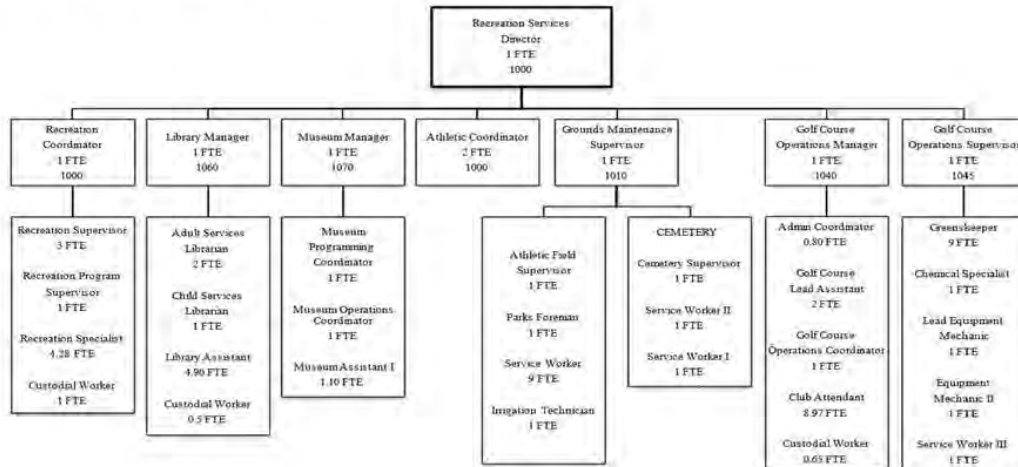 Recreation Services
Director
1 FTE
1000
Recreation
Coordinator
1 FTE
1000
Library Manager
1 FTE
1060
Museum Manager
1 FTE
1070
Athletic Coordinator
2 FTE
1000
Grounds Maintenance
Supervisor
1 FTE
1010
Golf Course
Operations Manager
1 FTE
1040
Golf Course
Operations Supervisor
1 FTE
1045
Recreation Supervisor
3 FTE
Recreation Program
Supervisor
1 FTE
Recreation Specialist
4.28 FTE
Custodial Worker
1 FTE
Adult Services
Librarian
2 FTE
Child Services
Librarian
1 FTE
Library Assistant
4.90 FTE
Custodial Worker
0.5 FTE
Museum
Programming
Coordinator
1 FTE
Museum Operations
Coordinator
1 FTE
Museum Assistant I
1.10 FTE
Athletic Field
Supervisor
1 FTE
Parks Foreman
1 FTE
Service Worker
9 FTE
Irrigation Technician
1 FTE
CEMETERY
Cemetery Supervisor
1 FTE
Service Worker II
1 FTE
Service Worker I
1 FTE
Admin Coordinator
0.80 FTE
Golf Course
Lead Assistant
2 FTE
Golf Course
Operations Coordinator
1 FTE
Club Attendant
8.97 FTE
Custodial Worker
0.65 FTE
Greenskeeper
9 FTE
Chemical Specialist
1 FTE
Lead Equipment
Mechanic
1 FTE
Equipment
Mechanic II
1 FTE
Service Worker III
1 FTE